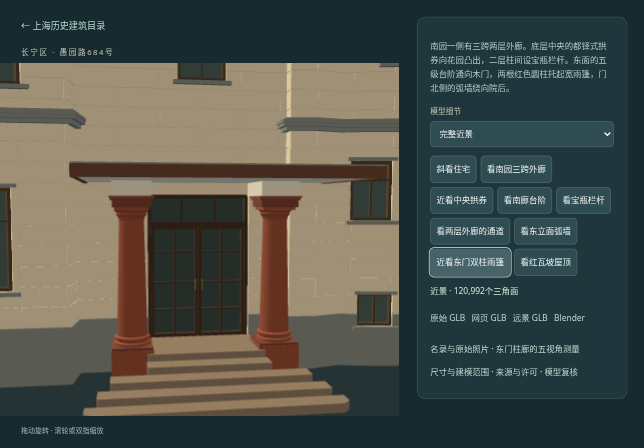 ← 上海历史建筑目录
长宁区 · 愚园路684号
南园一侧有三跨两层外廊。底层中央的都铎式拱
券向花园凸出，二层柱间设宝瓶栏杆。东面的五
级台阶通向木门，两根红色圆柱托起宽雨篷，门
北侧的弧墙绕向院后。
模型细节
完整近景
斜看住宅 看南园三跨外廊
近看中央拱券 看南廊台阶 看宝瓶栏杆
看两层外廊的通道 看东立面弧墙
近看东门双柱雨篷 看红瓦坡屋顶
近景 · 120,992个三角面
原始 GLB 网页 GLB 远景 GLB Blender
名录与原始照片 · 东门柱廊的五视角测量
尺寸与建模范围 · 来源与许可 · 模型复核
拖动旋转 · 滚轮或双指缩放